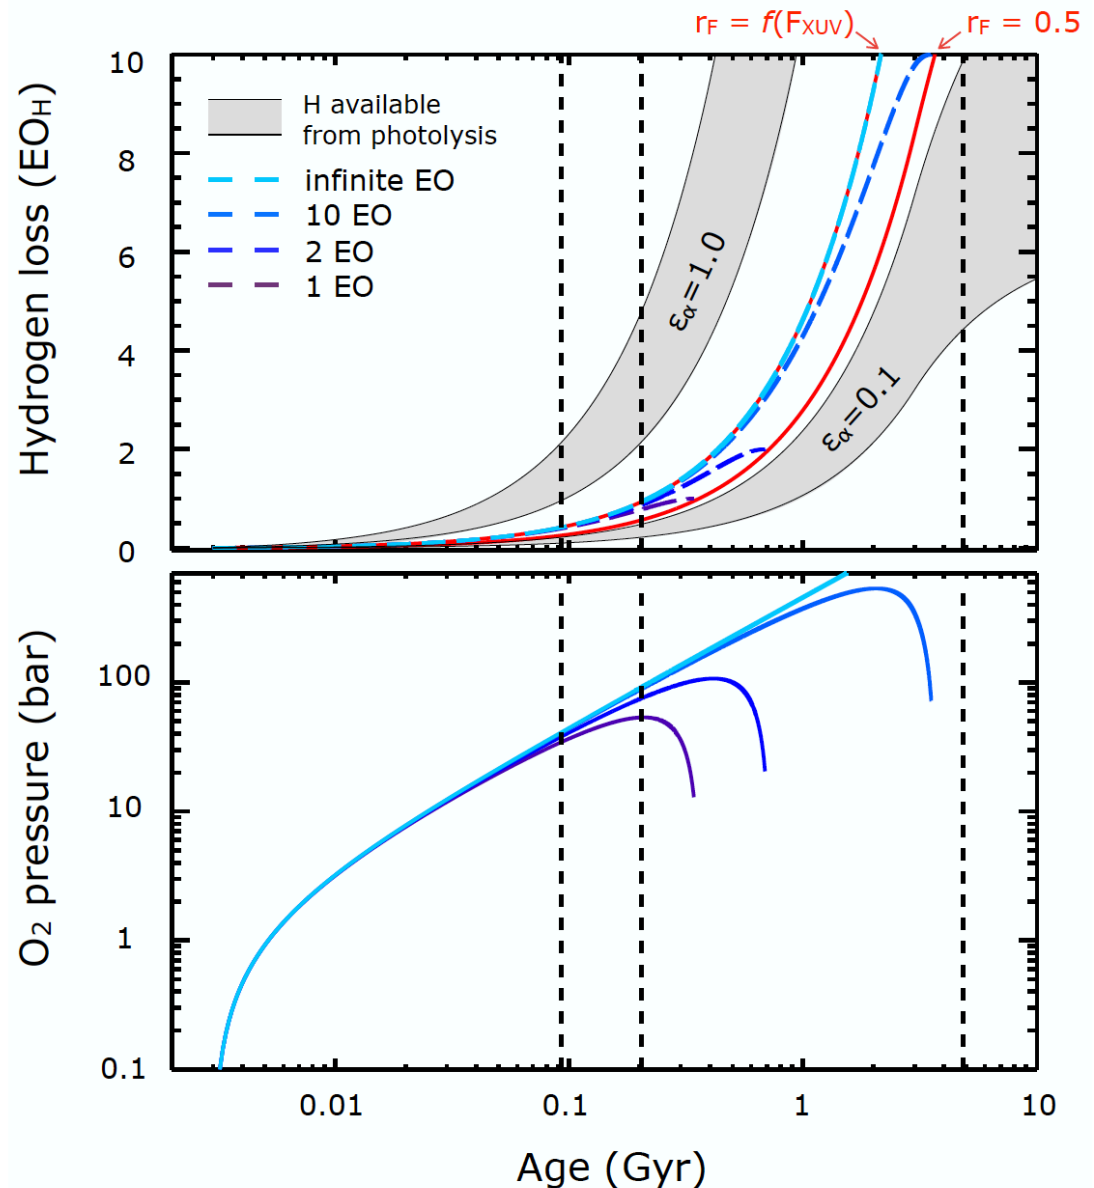 r_F = f(F_XUV)
r_F = 0.5
Hydrogen loss (EO_H)
10
8
6
4
2
0
H available
from photolysis
infinite EO
10 EO
2 EO
1 EO
ε_α=1.0
ε_α=0.1
O₂ pressure (bar)
100
10
1
0.1
0.01
0.1
1
10
Age (Gyr)